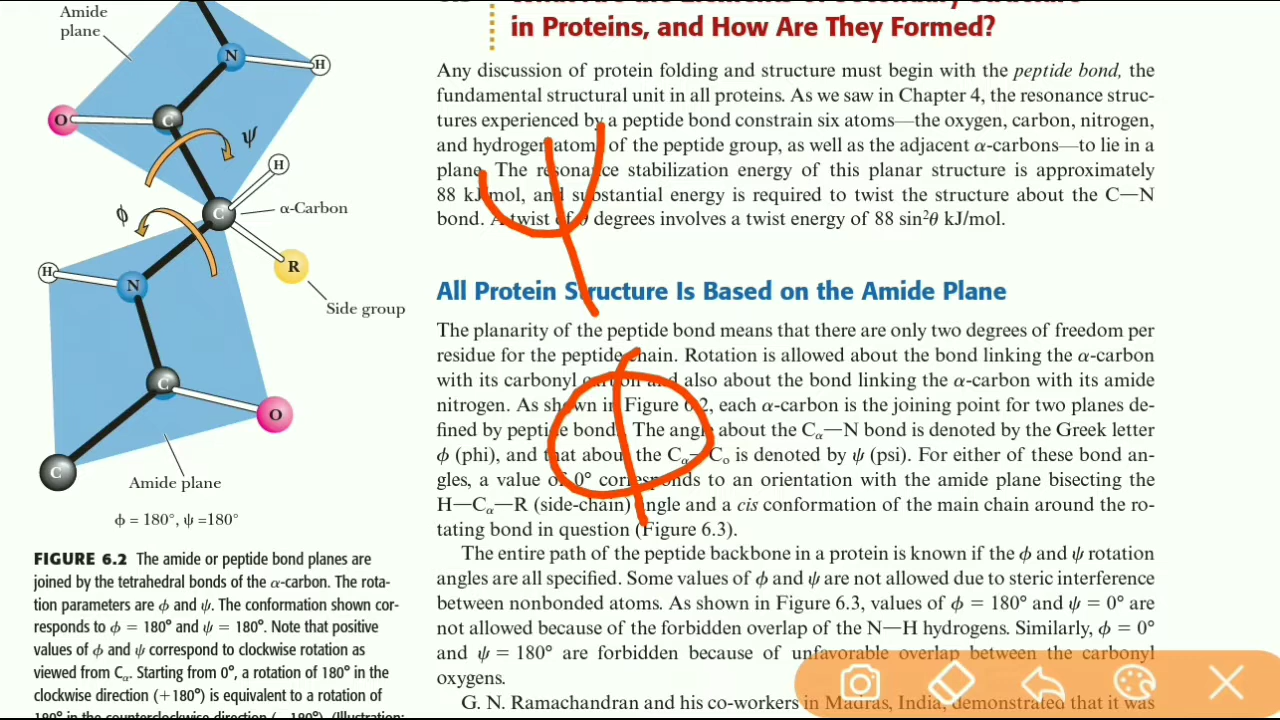 Amide
plane
N
H
O
C
ψ
H
C
α-Carbon
ϕ
R
H
N
Side group
C
O
C
Amide plane
ϕ = 180°, ψ =180°
FIGURE 6.2 The amide or peptide bond planes are
joined by the tetrahedral bonds of the α-carbon. The rota-
tion parameters are ϕ and ψ. The conformation shown cor-
responds to ϕ = 180° and ψ = 180°. Note that positive
values of ϕ and ψ correspond to clockwise rotation as
viewed from Cα. Starting from 0°, a rotation of 180° in the
clockwise direction (+180°) is equivalent to a rotation of
180° in the counterclockwise direction (−180°). (Illustration:
in Proteins, and How Are They Formed?
Any discussion of protein folding and structure must begin with the peptide bond, the
fundamental structural unit in all proteins. As we saw in Chapter 4, the resonance struc-
tures experienced by a peptide bond constrain six atoms—the oxygen, carbon, nitrogen,
and hydrogen atoms of the peptide group, as well as the adjacent α-carbons—to lie in a
plane. The resonance stabilization energy of this planar structure is approximately
88 kJ/mol, and substantial energy is required to twist the structure about the C—N
bond. A twist of θ degrees involves a twist energy of 88 sin²θ kJ/mol.
All Protein Structure Is Based on the Amide Plane
The planarity of the peptide bond means that there are only two degrees of freedom per
residue for the peptide chain. Rotation is allowed about the bond linking the α-carbon
with its carbonyl carbon and also about the bond linking the α-carbon with its amide
nitrogen. As shown in Figure 6.2, each α-carbon is the joining point for two planes de-
fined by peptide bonds. The angle about the Cα—N bond is denoted by the Greek letter
ϕ (phi), and that about the Cα—Co is denoted by ψ (psi). For either of these bond an-
gles, a value of 0° corresponds to an orientation with the amide plane bisecting the
H—Cα—R (side-chain) angle and a cis conformation of the main chain around the ro-
tating bond in question (Figure 6.3).
The entire path of the peptide backbone in a protein is known if the ϕ and ψ rotation
angles are all specified. Some values of ϕ and ψ are not allowed due to steric interference
between nonbonded atoms. As shown in Figure 6.3, values of ϕ = 180° and ψ = 0° are
not allowed because of the forbidden overlap of the N—H hydrogens. Similarly, ϕ = 0°
and ψ = 180° are forbidden because of unfavorable overlap between the carbonyl
oxygens.
G. N. Ramachandran and his co-workers in Madras, India, demonstrated that it was
ψ
ϕ